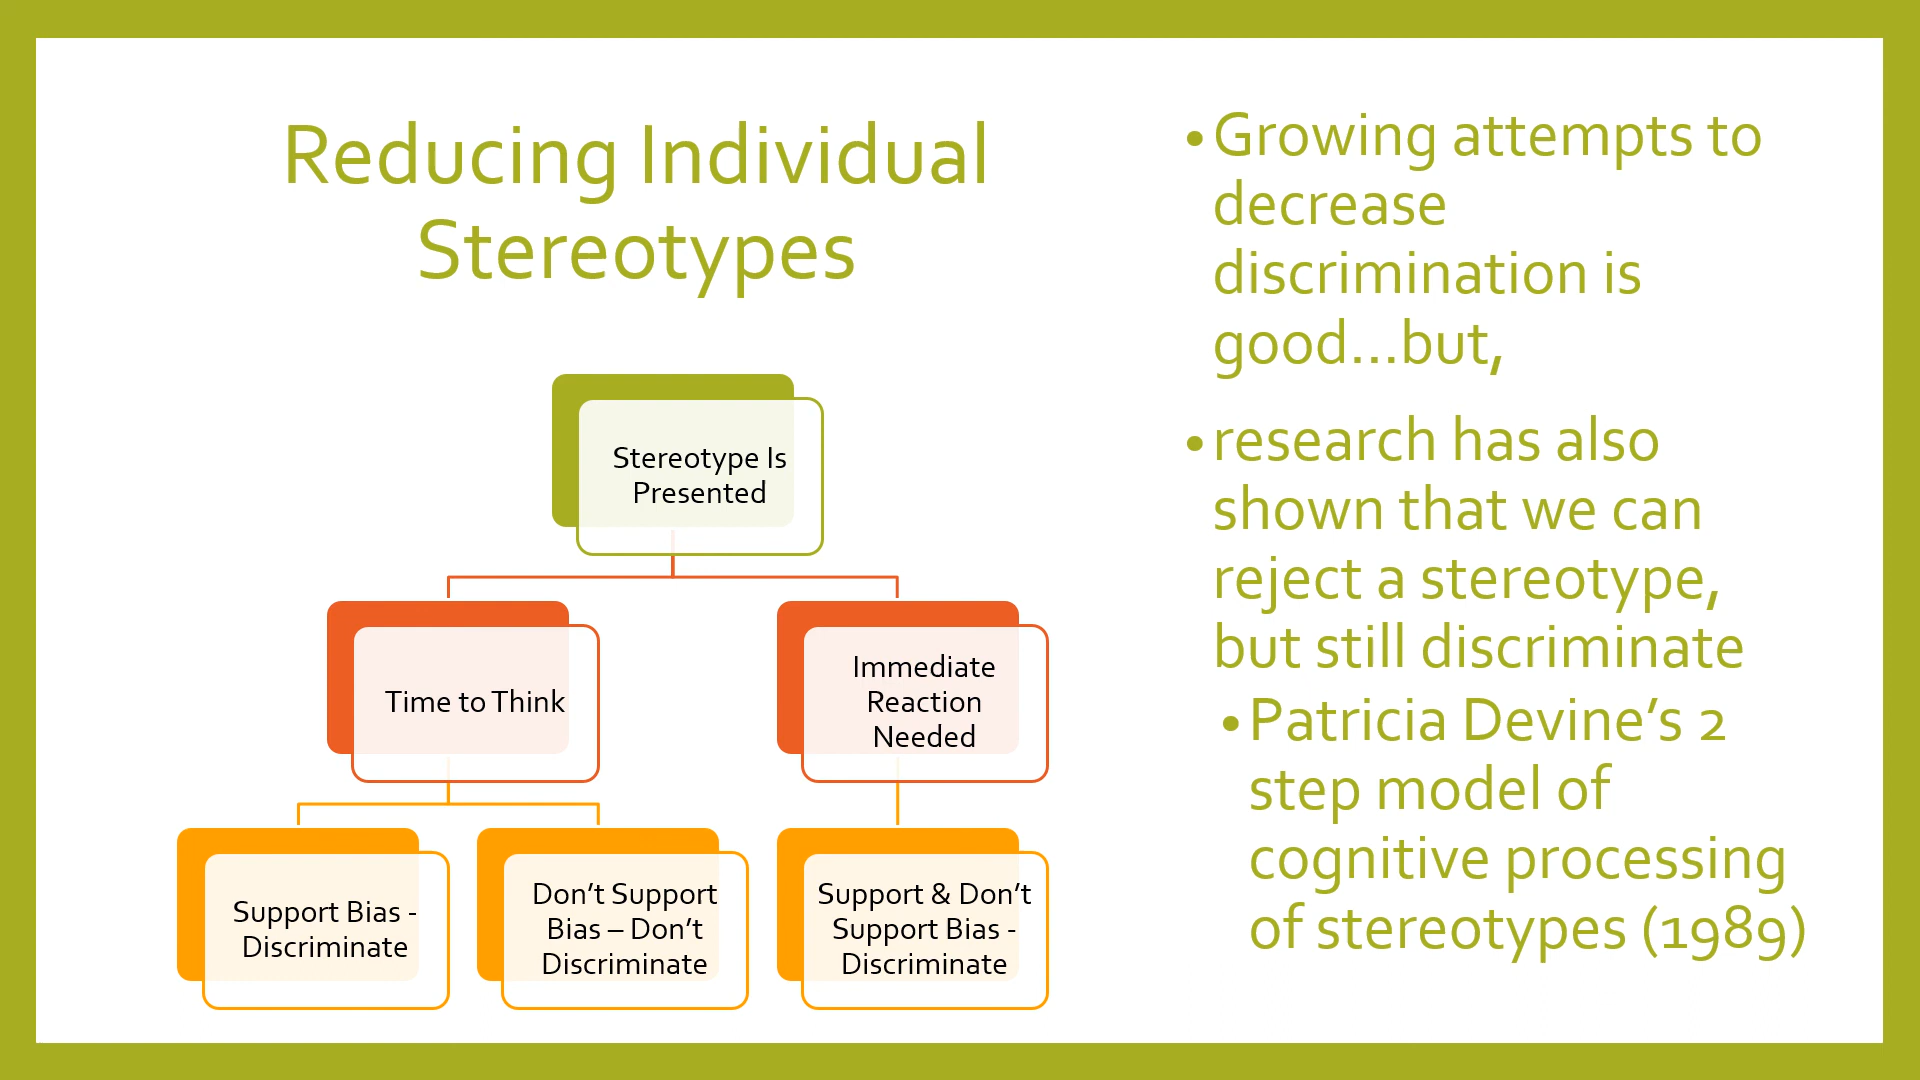 Reducing Individual
Stereotypes
Stereotype Is
Presented
Time to Think
Immediate
Reaction
Needed
Support Bias -
Discriminate
Don’t Support
Bias – Don’t
Discriminate
Support & Don’t
Support Bias -
Discriminate
•Growing attempts to
decrease
discrimination is
good...but,
•research has also
shown that we can
reject a stereotype,
but still discriminate
•Patricia Devine’s 2
step model of
cognitive processing
of stereotypes (1989)